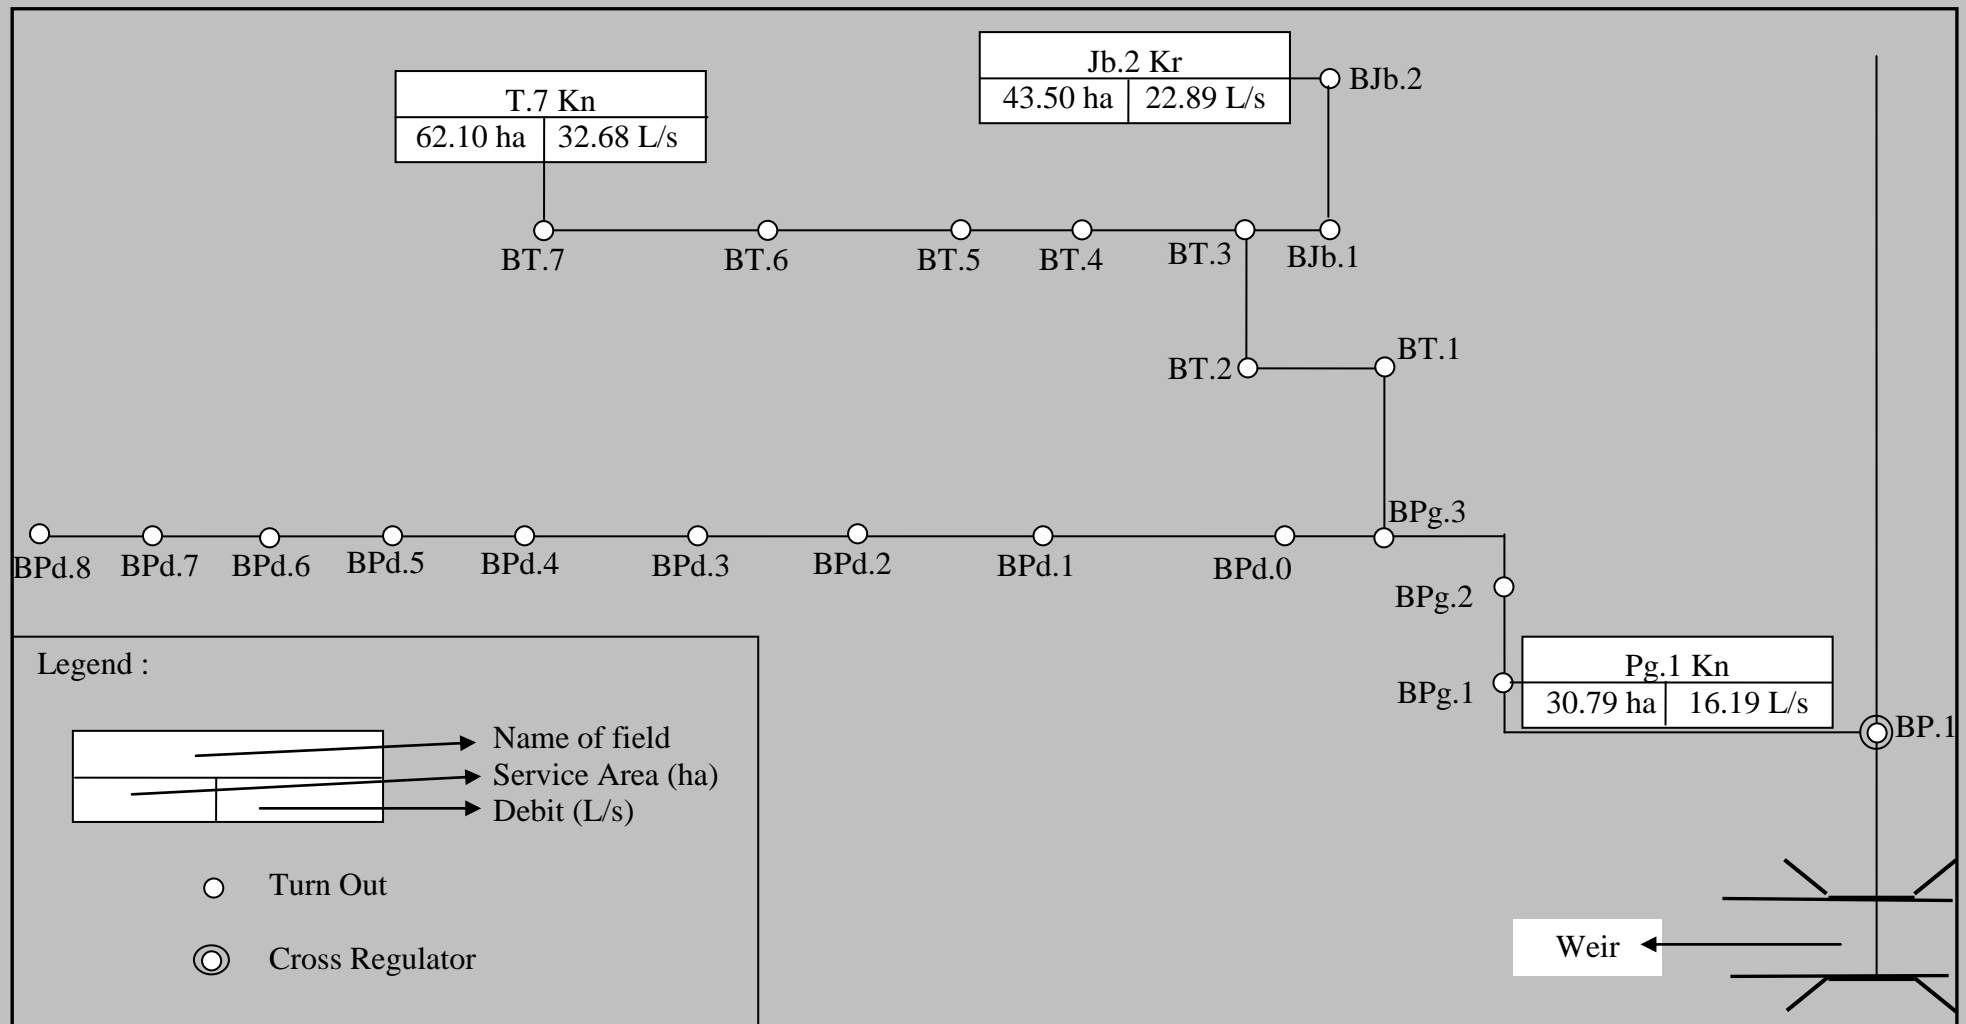 Jb.2 Kr
43.50 ha 22.89 L/s
BJb.2
T.7 Kn
62.10 ha 32.68 L/s
BT.7
BT.6
BT.5
BT.4
BT.3
BJb.1
BT.2
BT.1
BPg.3
BPd.8
BPd.7
BPd.6
BPd.5
BPd.4
BPd.3
BPd.2
BPd.1
BPd.0
BPg.2
BPg.1
Pg.1 Kn
30.79 ha 16.19 L/s
BP.1
Legend :
Name of field
Service Area (ha)
Debit (L/s)
Turn Out
Cross Regulator
Weir